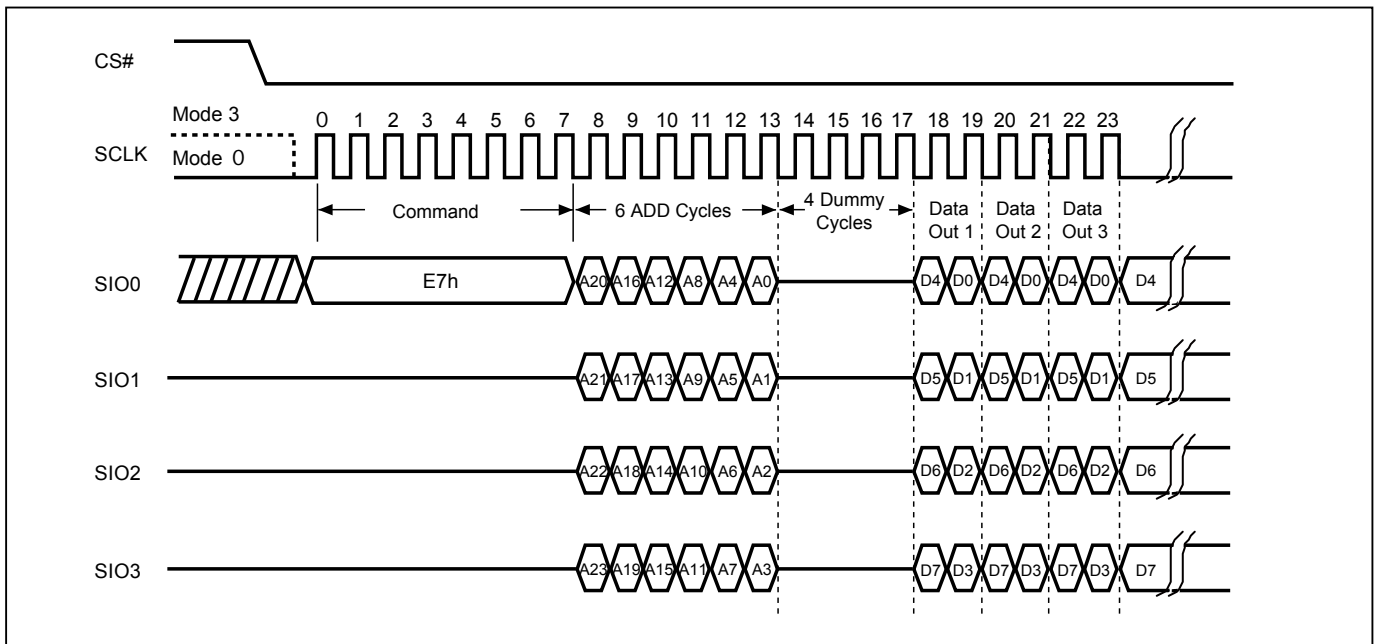 CS#
Mode 3
0 1 2 3 4 5 6 7 8 9 10 11 12 13 14 15 16 17 18 19 20 21 22 23
SCLK
Mode 0
Command
6 ADD Cycles
4 Dummy
Cycles
Data
Out 1
Data
Out 2
Data
Out 3
SIO0
E7h
A20 A16 A12 A8 A4 A0
D4 D0 D4 D0 D4 D0 D4
SIO1
A21 A17 A13 A9 A5 A1
D5 D1 D5 D1 D5 D1 D5
SIO2
A22 A18 A14 A10 A6 A2
D6 D2 D6 D2 D6 D2 D6
SIO3
A23 A19 A15 A11 A7 A3
D7 D3 D7 D3 D7 D3 D7